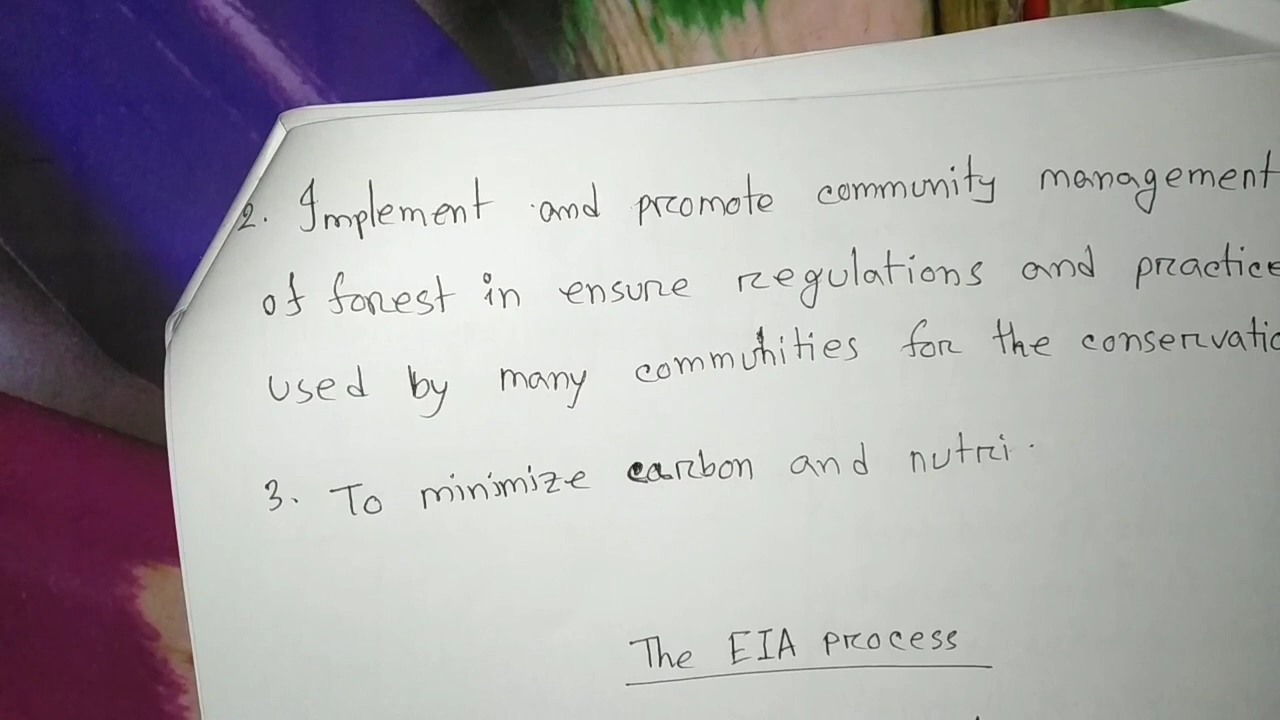 2. Implement and promote community management
of forest in ensure regulations and practice
used by many communities for the conservatio
3. To minimize carbon and nutri.
The EIA process